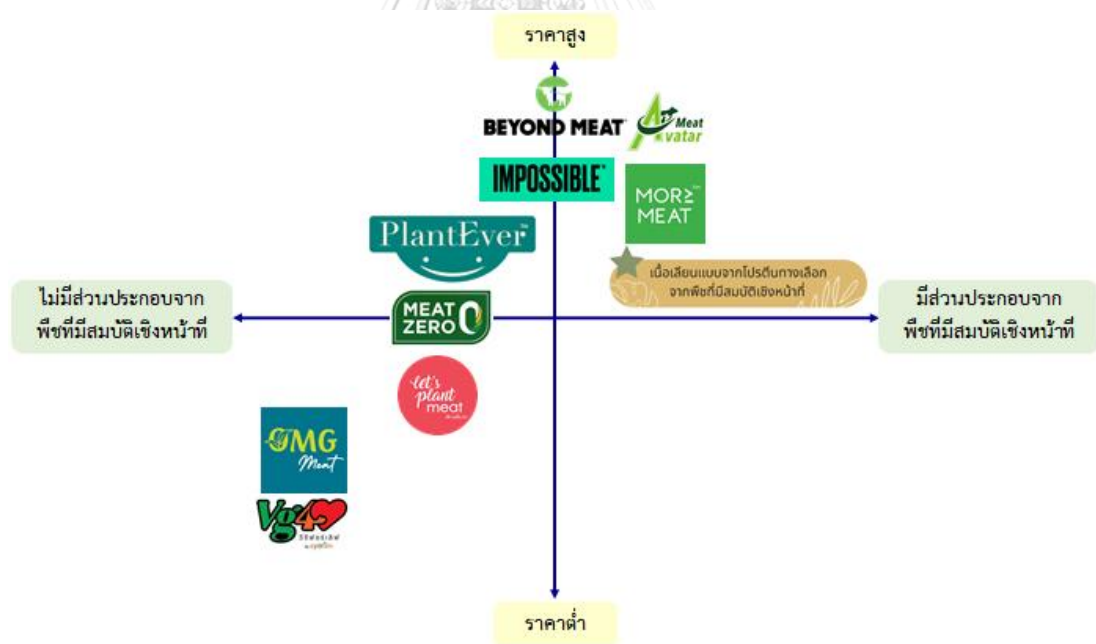 ราคาสูง
BEYOND MEAT
Meat
Avatar
IMPOSSIBLE
MORE
MEAT
PlantEver
เนื้อเลียนแบบจากโปรตีนทางเลือก
จากพืชที่มีสมบัติเชิงหน้าที่
ไม่มีส่วนประกอบจาก
พืชที่มีสมบัติเชิงหน้าที่
MEAT
ZERO 0
มีส่วนประกอบจาก
พืชที่มีสมบัติเชิงหน้าที่
let's
plant
meat
OMG
Meat
Vg4
ราคาต่ำ